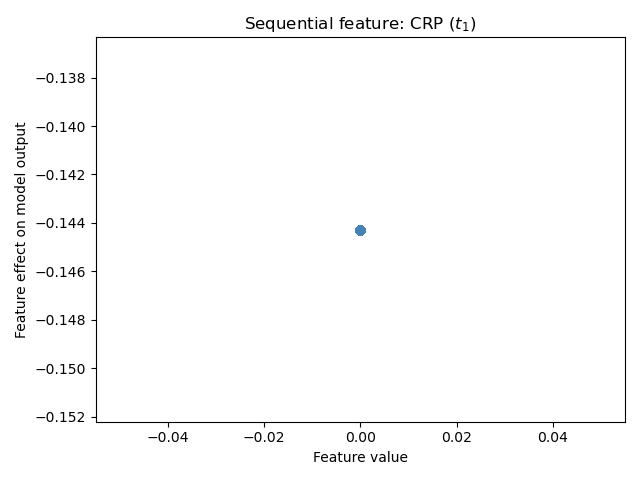 Sequential feature: CRP (t₁)
Feature effect on model output
−0.138
−0.140
−0.142
−0.144
−0.146
−0.148
−0.150
−0.152
−0.04 −0.02 0.00 0.02 0.04
Feature value